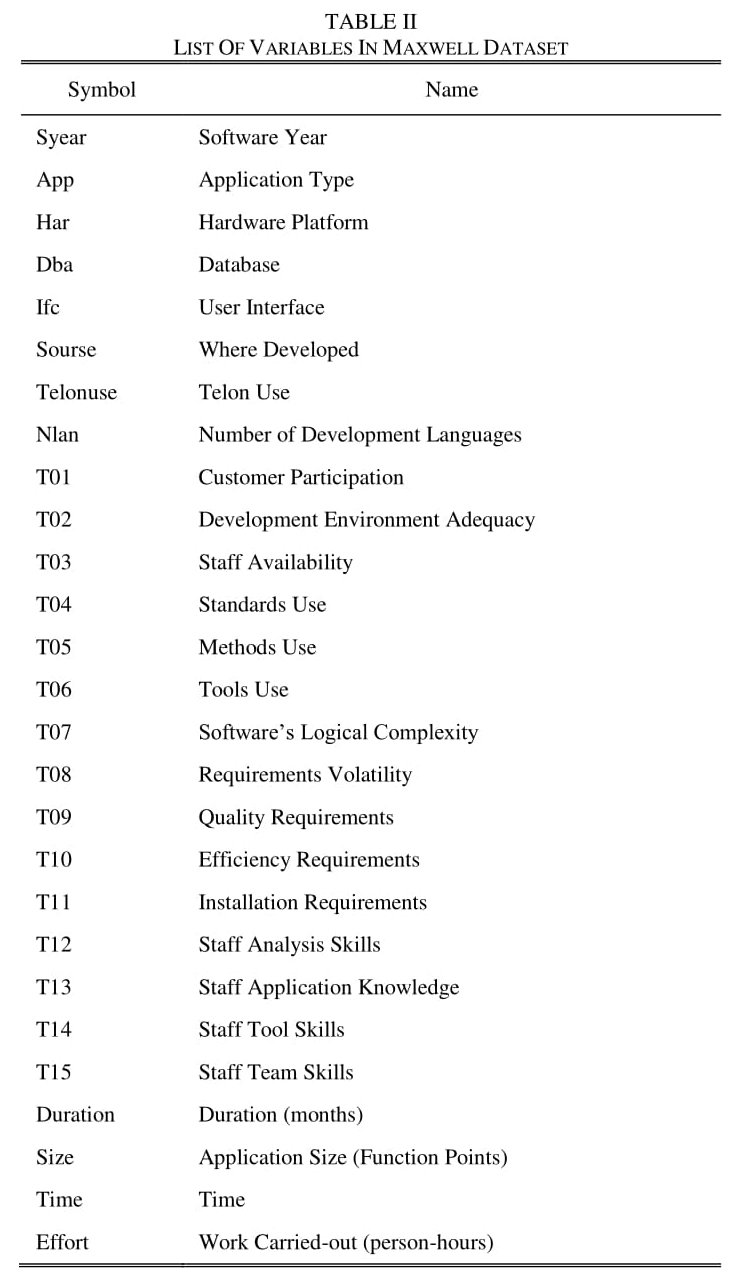 TABLE II
LIST OF VARIABLES IN MAXWELL DATASET
Symbol Name
Syear Software Year
App Application Type
Har Hardware Platform
Dba Database
Ifc User Interface
Sourse Where Developed
Telonuse Telon Use
Nlan Number of Development Languages
T01 Customer Participation
T02 Development Environment Adequacy
T03 Staff Availability
T04 Standards Use
T05 Methods Use
T06 Tools Use
T07 Software’s Logical Complexity
T08 Requirements Volatility
T09 Quality Requirements
T10 Efficiency Requirements
T11 Installation Requirements
T12 Staff Analysis Skills
T13 Staff Application Knowledge
T14 Staff Tool Skills
T15 Staff Team Skills
Duration Duration (months)
Size Application Size (Function Points)
Time Time
Effort Work Carried-out (person-hours)